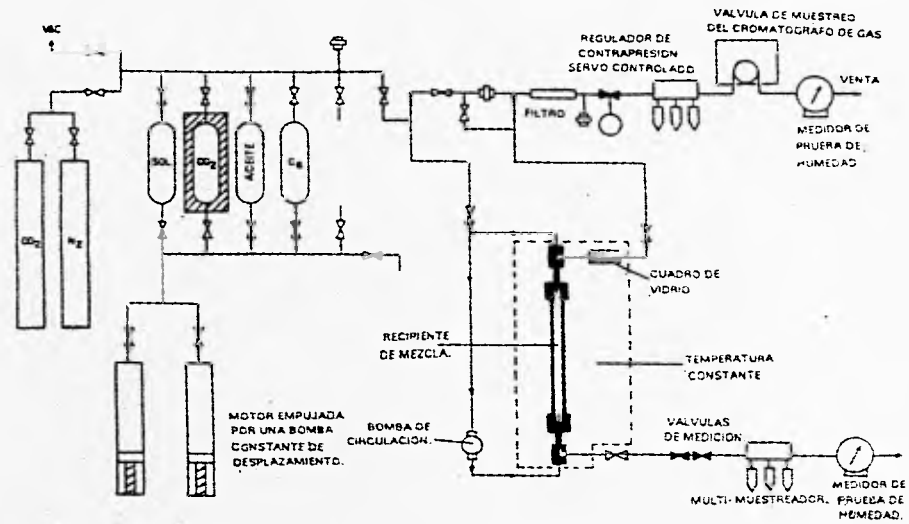 VAC
VALVULA DE MUESTREO
DEL CROMATOGRAFO DE GAS
REGULADOR DE
CONTRAPRESION
SERVO CONTROLADO
VENTA
FILTRO
MEDIDOR DE
PRUEBA DE
HUMEDAD
SOL
CO2
ACEITE
C6
CO2
N2
CUADRO DE
VIDRIO
RECIPIENTE
DE MEZCLA.
TEMPERATURA
CONSTANTE
MOTOR EMPUJADA
POR UNA BOMBA
CONSTANTE DE
DESPLAZAMIENTO.
BOMBA DE
CIRCULACION.
VALVULAS
DE MEDICION
MULTI-MUESTREADOR.
MEDIDOR DE
PRUEBA DE
HUMEDAD.